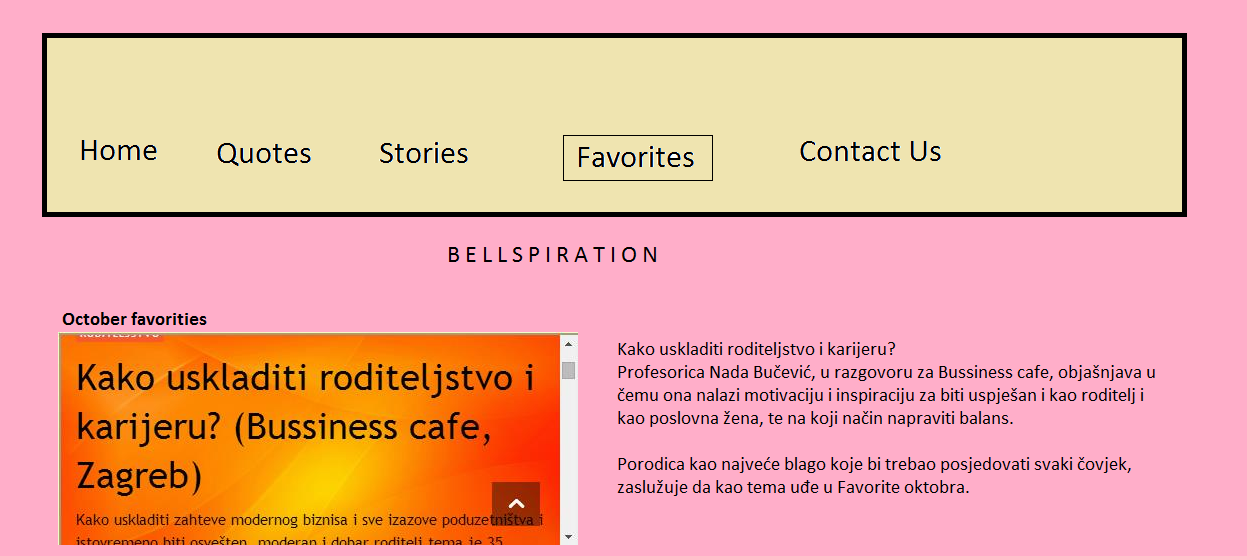 Home Quotes Stories Favorites Contact Us
BELLSPIRATION
October favorities
Kako uskladiti roditeljstvo i
karijeru? (Bussiness cafe,
Zagreb)
Kako uskladiti zahteve modernog biznisa i sve izazove poduzetništva i
istovremeno biti osvešten, moderan i dobar roditelj tema je 35
Kako uskladiti roditeljstvo i karijeru?
Profesorica Nada Bučević, u razgovoru za Bussiness cafe, objašnjava u
čemu ona nalazi motivaciju i inspiraciju za biti uspješan i kao roditelj i
kao poslovna žena, te na koji način napraviti balans.
Porodica kao najveće blago koje bi trebao posjedovati svaki čovjek,
zaslužuje da kao tema uđe u Favorite oktobra.